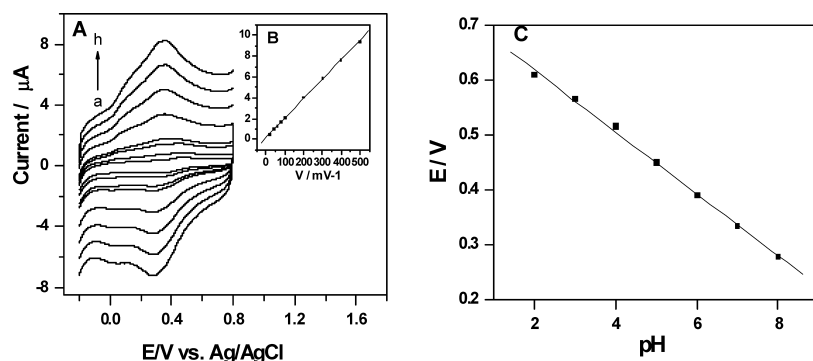 A
h
a
Current / μA
8
4
0
-4
-8
0.0 0.4 0.8 1.2 1.6
E/V vs. Ag/AgCl
B
10
8
6
4
2
0
0 100 200 300 400 500
V / mV-1
C
E / V
0.7
0.6
0.5
0.4
0.3
0.2
2 4 6 8
pH